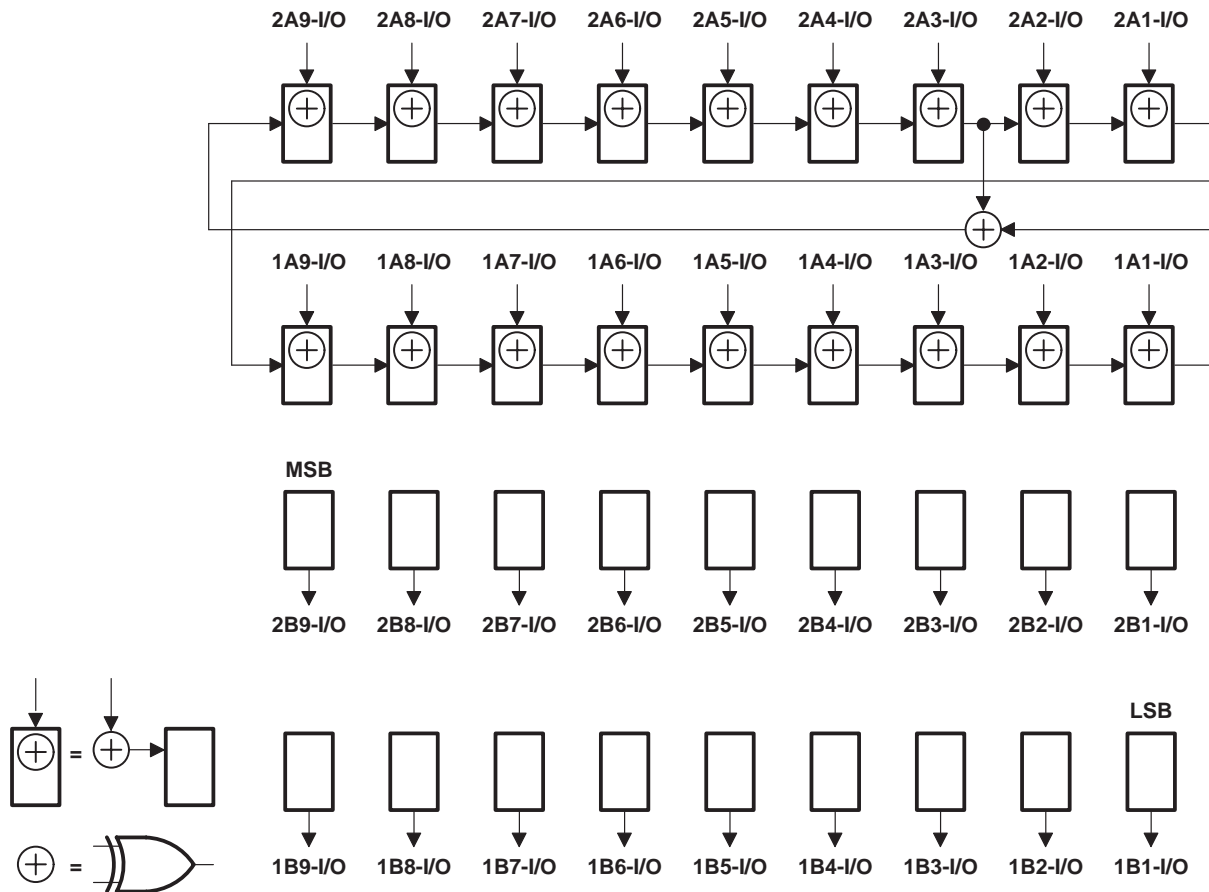 2A9-I/O 2A8-I/O 2A7-I/O 2A6-I/O 2A5-I/O 2A4-I/O 2A3-I/O 2A2-I/O 2A1-I/O
1A9-I/O 1A8-I/O 1A7-I/O 1A6-I/O 1A5-I/O 1A4-I/O 1A3-I/O 1A2-I/O 1A1-I/O
MSB
2B9-I/O 2B8-I/O 2B7-I/O 2B6-I/O 2B5-I/O 2B4-I/O 2B3-I/O 2B2-I/O 2B1-I/O
LSB
=
=
1B9-I/O 1B8-I/O 1B7-I/O 1B6-I/O 1B5-I/O 1B4-I/O 1B3-I/O 1B2-I/O 1B1-I/O